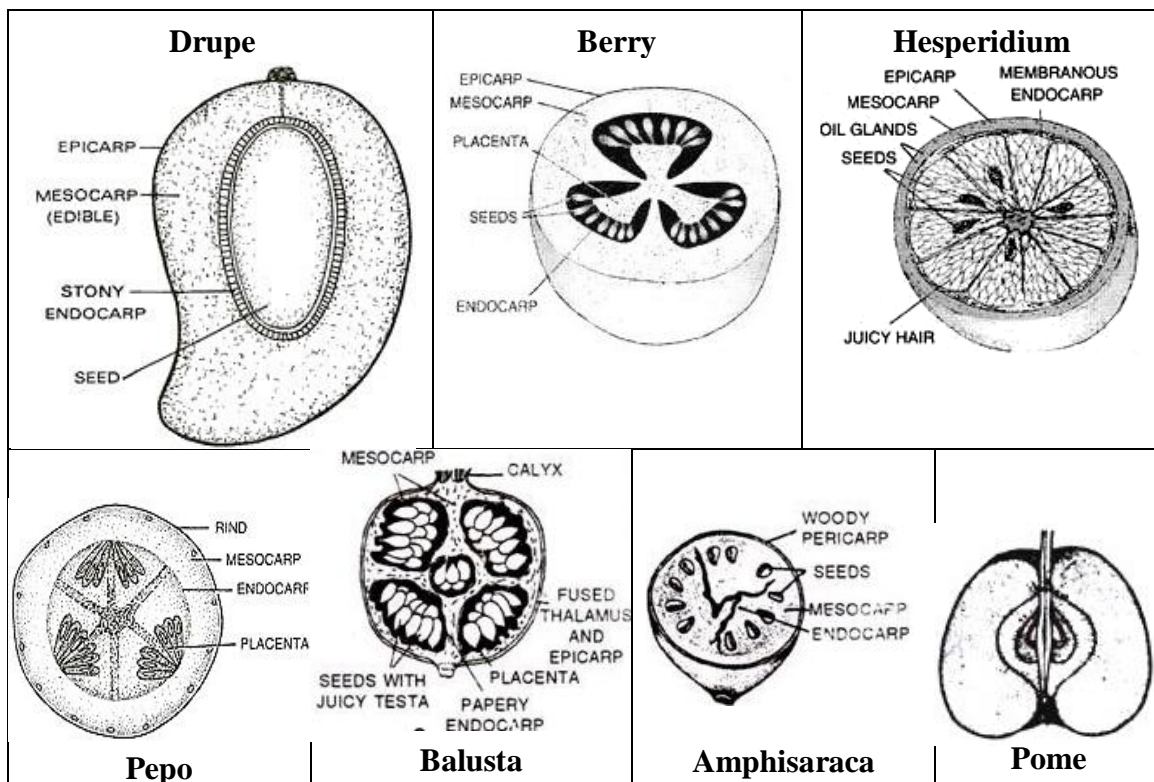 Drupe
EPICARP
MESOCARP
(EDIBLE)
STONY
ENDOCARP
SEED
Berry
EPICARP
MESOCARP
PLACENTA
SEEDS
ENDOCARP
Hesperidium
EPICARP
MEMBRANOUS
ENDOCARP
MESOCARP
OIL GLANDS
SEEDS
JUICY HAIR
RIND
MESOCARP
ENDOCARP
PLACENTA
Pepo
MESOCARP
CALYX
FUSED
THALAMUS
AND
EPICARP
PLACENTA
SEEDS WITH
JUICY TESTA
PAPERY
ENDOCARP
Balusta
WOODY
PERICARP
SEEDS
MESOCARP
ENDOCARP
Amphisaraca
Pome